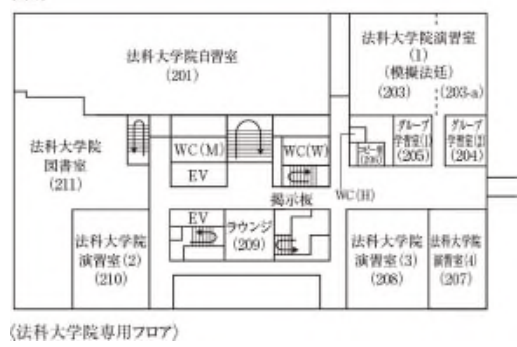 法科大学院自習室
(201)
法科大学院演習室
(1)
(模擬法廷)
(203)
(203-a)
法科大学院
図書室
(211)
WC(M)
EV
WC(W)
コピー室
(206)
グループ
学習室(1)
(205)
グループ
学習室(2)
(204)
掲示板
WC(H)
EV
ラウンジ
(209)
法科大学院
演習室(2)
(210)
法科大学院
演習室(3)
(208)
法科大学院
演習室(4)
(207)
〈法科大学院専用フロア〉